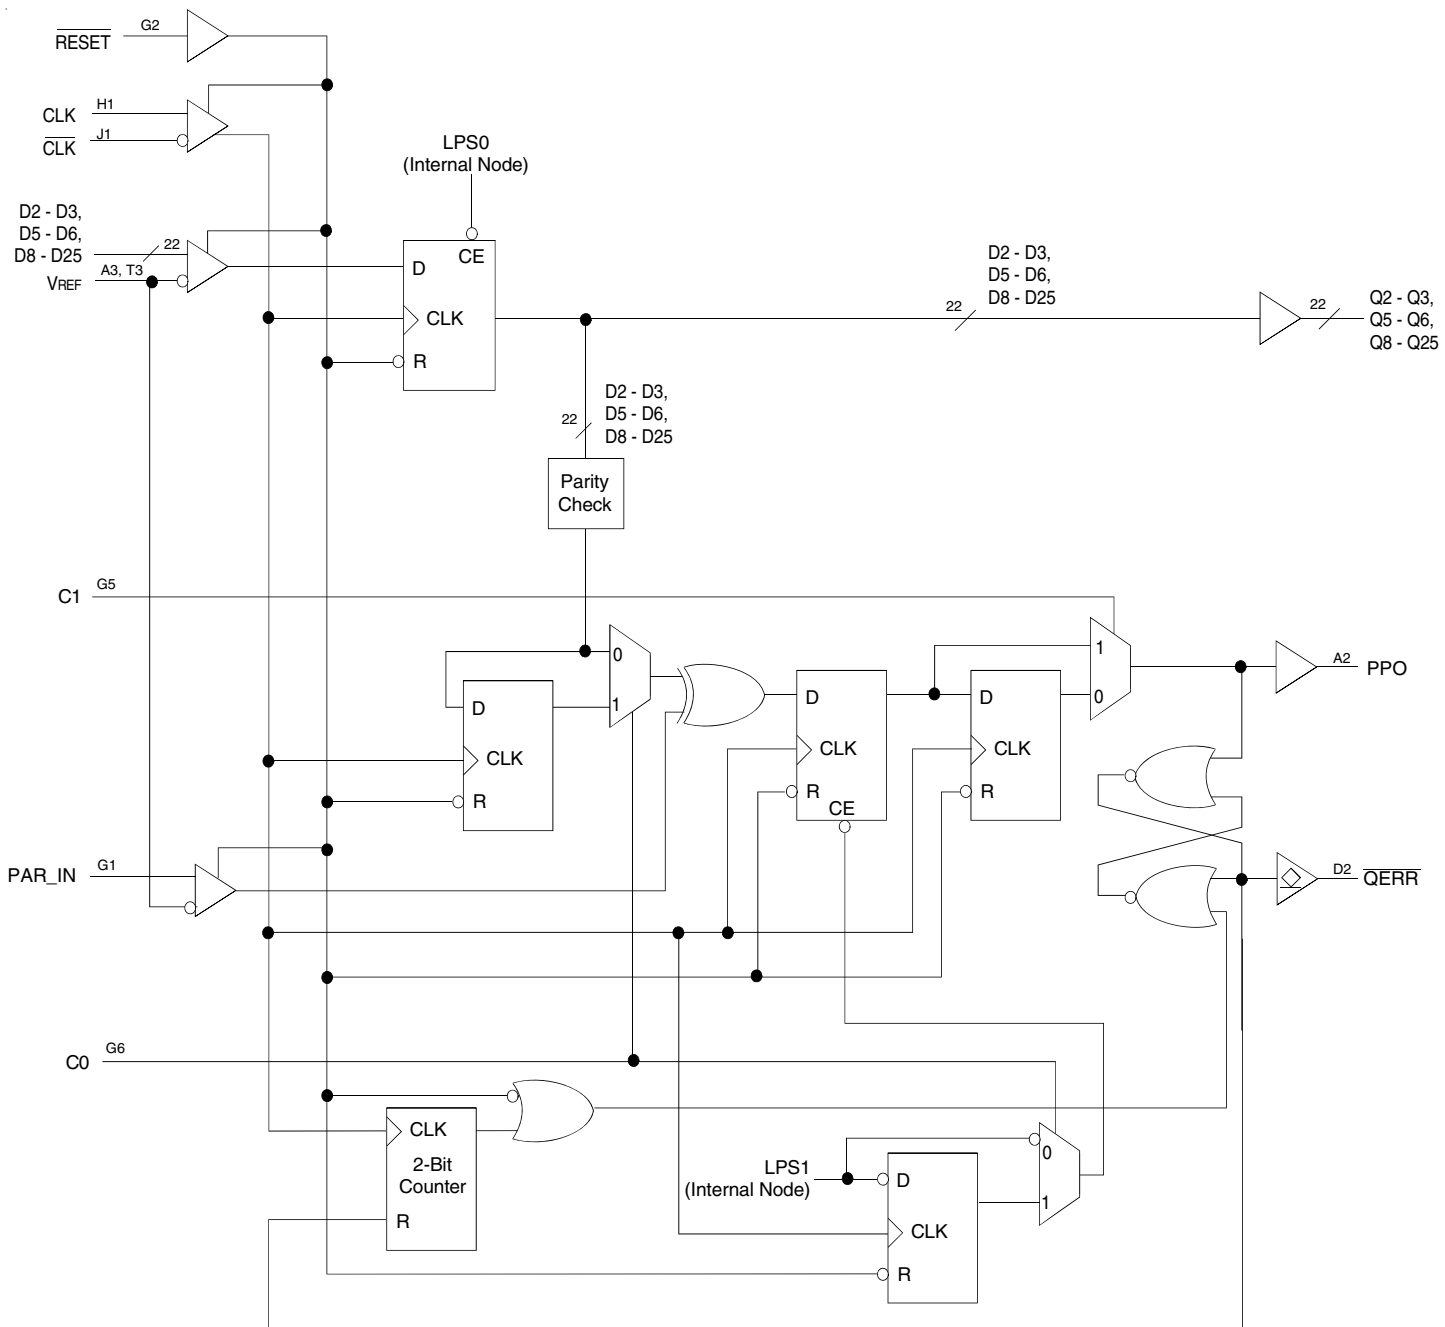 G2
RESET
H1
CLK
J1
CLK
LPS0
(Internal Node)
D2 - D3,
D5 - D6,
D8 - D25
22
A3, T3
VREF
CE
D
CLK
R
D2 - D3,
D5 - D6,
D8 - D25
22
22
Q2 - Q3,
Q5 - Q6,
Q8 - Q25
D2 - D3,
D5 - D6,
D8 - D25
22
Parity
Check
C1
G5
0
1
D
CLK
R
D
CLK
R
CE
D
CLK
R
1
0
A2
PPO
PAR_IN
G1
D2
QERR
C0
G6
CLK
2-Bit
Counter
R
LPS1
(Internal Node)
D
CLK
R
0
1